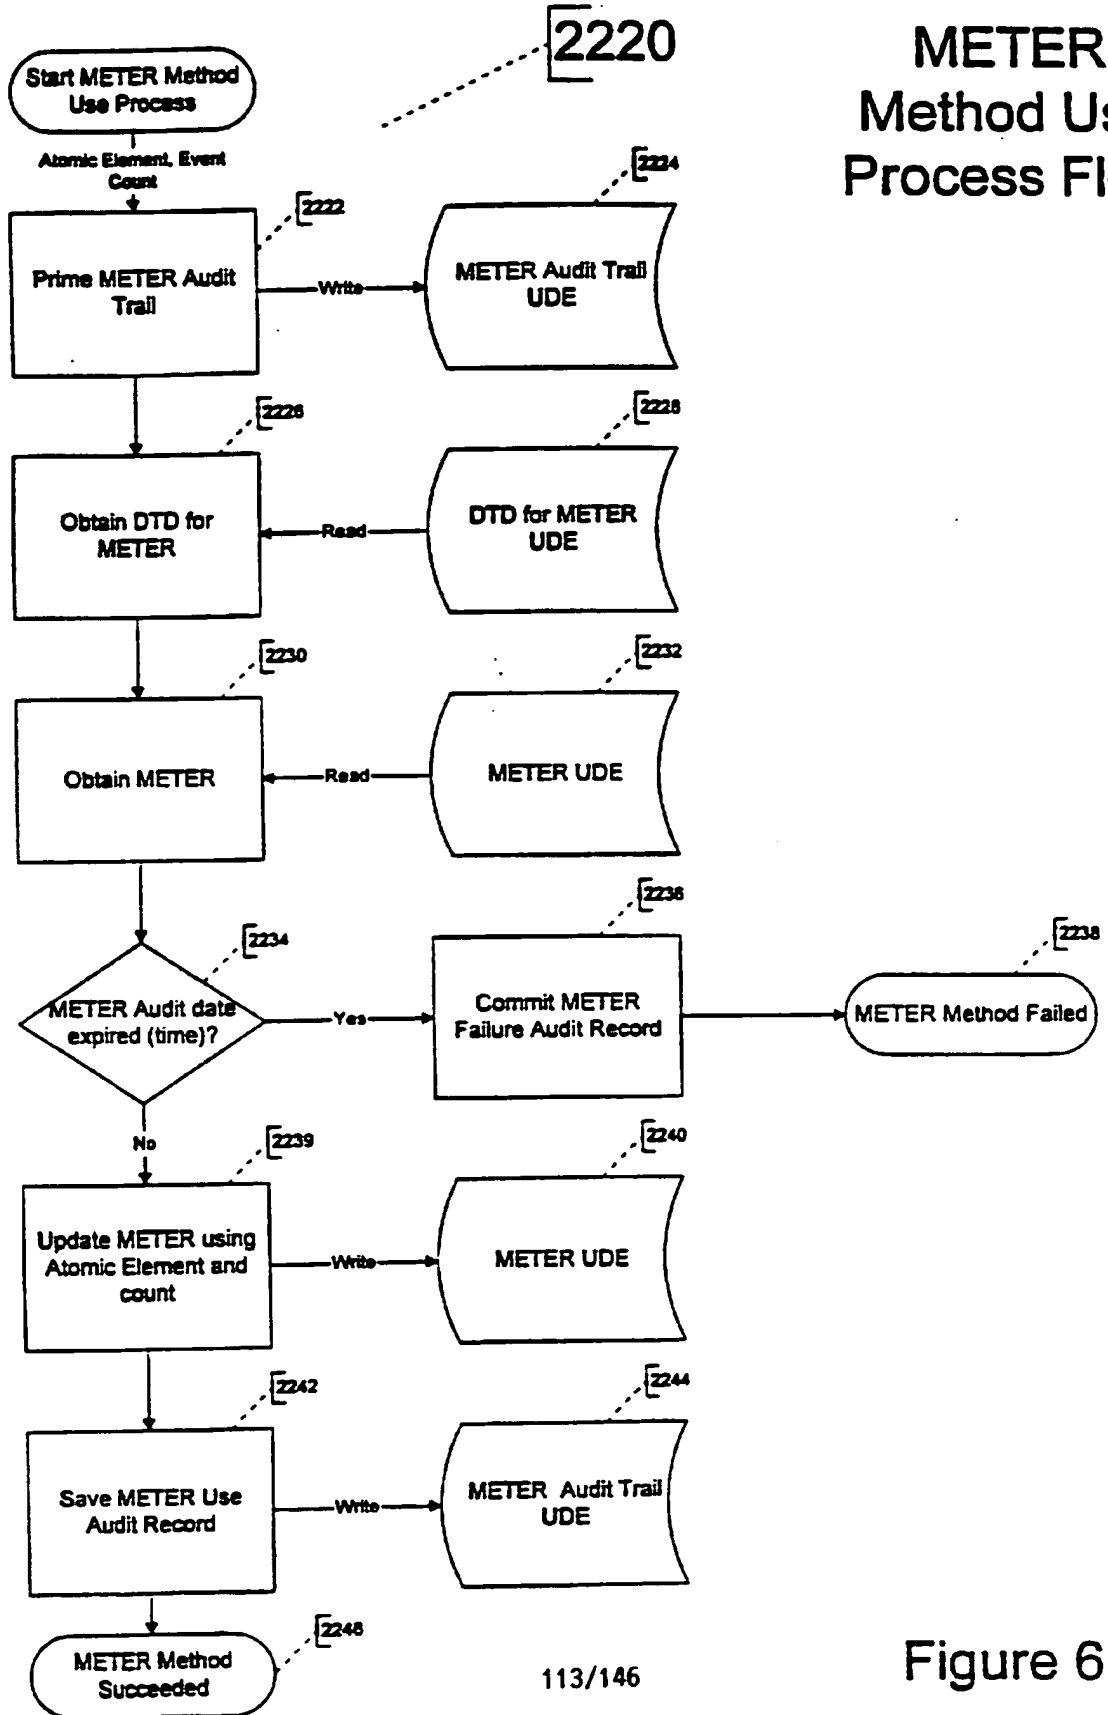 2220
METER
Method Us
Process Fl
Start METER Method
Use Process
Atomic Element, Event
Count
2222
2224
Prime METER Audit
Trail
Write
METER Audit Trail
UDE
2226
2228
Obtain DTD for
METER
Read
DTD for METER
UDE
2230
2232
Obtain METER
Read
METER UDE
2234
2236
2238
METER Audit date
expired (time)?
Yes
Commit METER
Failure Audit Record
METER Method Failed
No
2239
2240
Update METER using
Atomic Element and
count
Write
METER UDE
2242
2244
Save METER Use
Audit Record
Write
METER Audit Trail
UDE
2246
METER Method
Succeeded
113/146
Figure 6